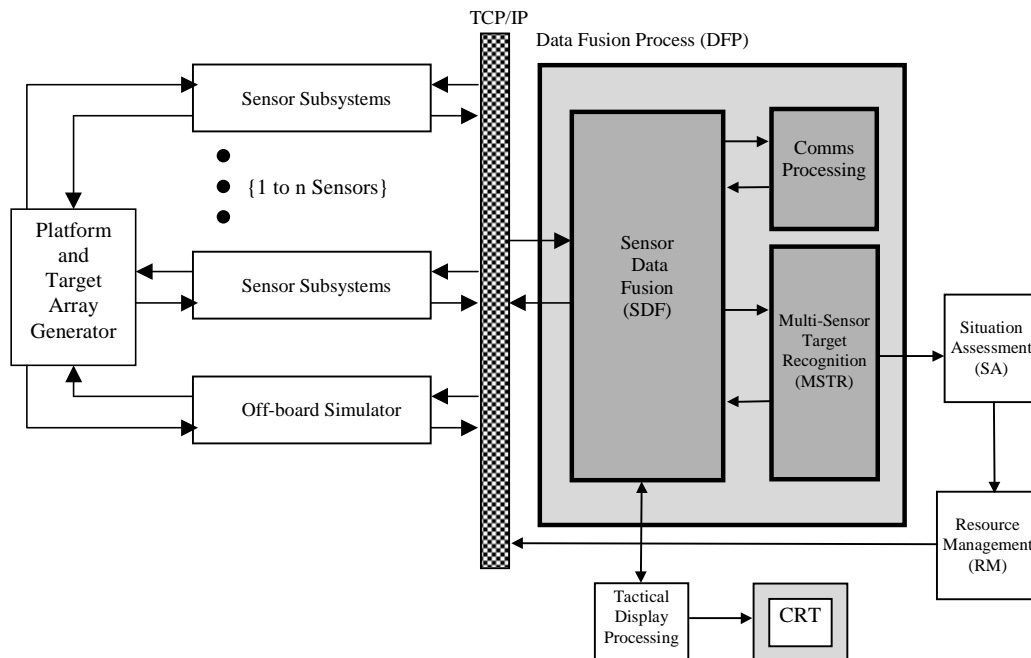 TCP/IP
Data Fusion Process (DFP)
Sensor Subsystems
{1 to n Sensors}
Platform
and
Target
Array
Generator
Sensor Subsystems
Off-board Simulator
Sensor
Data
Fusion
(SDF)
Comms
Processing
Multi-Sensor
Target
Recognition
(MSTR)
Situation
Assessment
(SA)
Resource
Management
(RM)
Tactical
Display
Processing
CRT